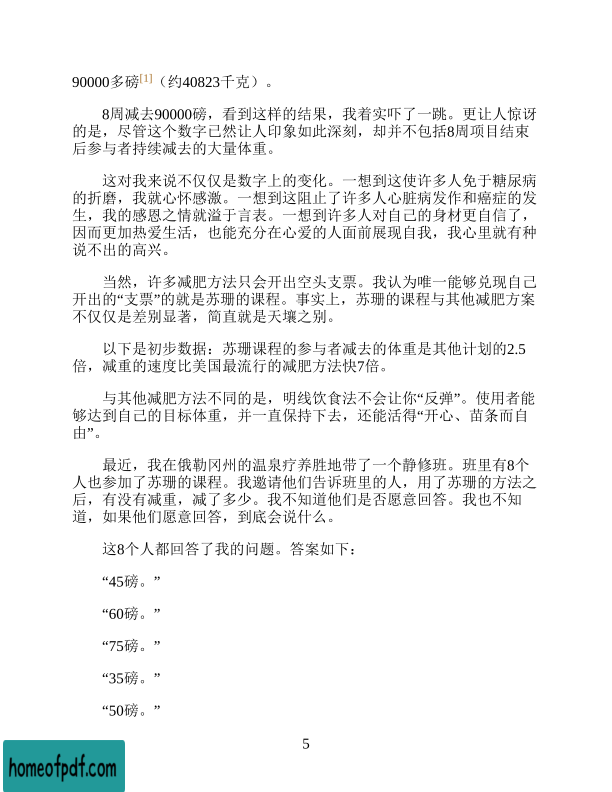 90000多磅[1]（约40823千克）。
8周减去90000磅，看到这样的结果，我着实吓了一跳。更让人惊讶
的是，尽管这个数字已然让人印象如此深刻，却并不包括8周项目结束
后参与者持续减去的大量体重。
这对我来说不仅仅是数字上的变化。一想到这使许多人免于糖尿病
的折磨，我就心怀感激。一想到这阻止了许多人心脏病发作和癌症的发
生，我的感恩之情就溢于言表。一想到许多人对自己的身材更自信了，
因而更加热爱生活，也能充分在心爱的人面前展现自我，我心里就有种
说不出的高兴。
当然，许多减肥方法只会开出空头支票。我认为唯一能够兑现自己
开出的“支票”的就是苏珊的课程。事实上，苏珊的课程与其他减肥方案
不仅仅是差别显著，简直就是天壤之别。
以下是初步数据：苏珊课程的参与者减去的体重是其他计划的2.5
倍，减重的速度比美国最流行的减肥方法快7倍。
与其他减肥方法不同的是，明线饮食法不会让你“反弹”。使用者能
够达到自己的目标体重，并一直保持下去，还能活得“开心、苗条而自
由”。
最近，我在俄勒冈州的温泉疗养胜地带了一个静修班。班里有8个
人也参加了苏珊的课程。我邀请他们告诉班里的人，用了苏珊的方法之
后，有没有减重，减了多少。我不知道他们是否愿意回答。我也不知
道，如果他们愿意回答，到底会说什么。
这8个人都回答了我的问题。答案如下：
“45磅。”
“60磅。”
“75磅。”
“35磅。”
“50磅。”
5
homeofpdf.com